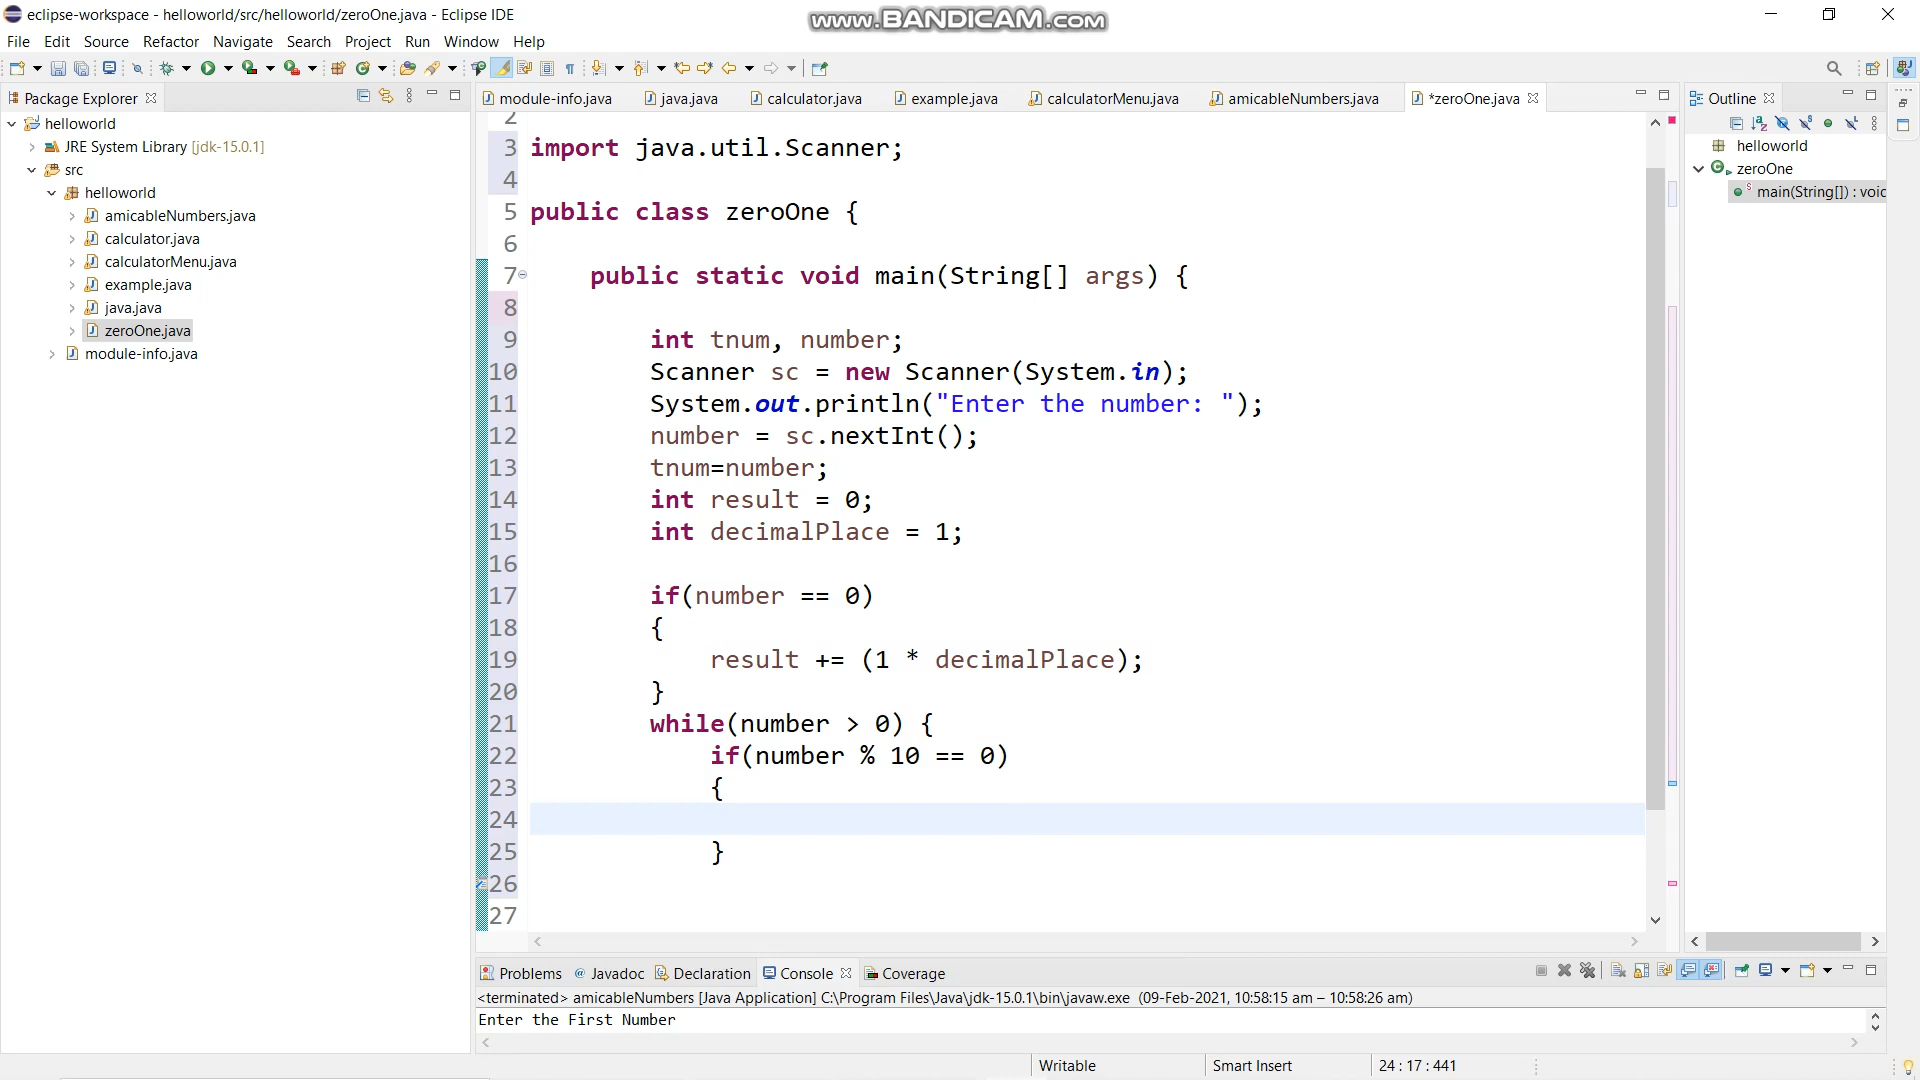 eclipse-workspace - helloworld/src/helloworld/zeroOne.java - Eclipse IDE
www.BANDICAM.com
File Edit Source Refactor Navigate Search Project Run Window Help
Package Explorer
module-info.java java.java calculator.java example.java calculatorMenu.java amicableNumbers.java *zeroOne.java
Outline
helloworld
JRE System Library [jdk-15.0.1]
src
helloworld
amicableNumbers.java
calculator.java
calculatorMenu.java
example.java
java.java
zeroOne.java
module-info.java
2
3 import java.util.Scanner;
4
5 public class zeroOne {
6
7 public static void main(String[] args) {
8
9 int tnum, number;
10 Scanner sc = new Scanner(System.in);
11 System.out.println("Enter the number: ");
12 number = sc.nextInt();
13 tnum=number;
14 int result = 0;
15 int decimalPlace = 1;
16
17 if(number == 0)
18 {
19 result += (1 * decimalPlace);
20 }
21 while(number > 0) {
22 if(number % 10 == 0)
23 {
24
25 }
26
27
helloworld
zeroOne
main(String[]) : voic
Problems @ Javadoc Declaration Console Coverage
<terminated> amicableNumbers [Java Application] C:\Program Files\Java\jdk-15.0.1\bin\javaw.exe (09-Feb-2021, 10:58:15 am – 10:58:26 am)
Enter the First Number
Writable Smart Insert 24 : 17 : 441